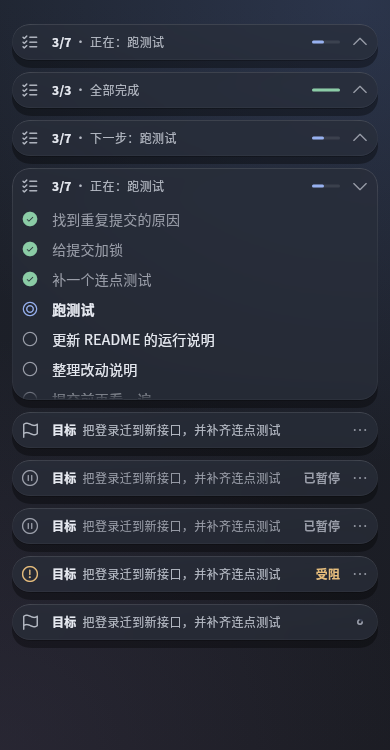 3/7 · 正在：跑测试
3/3 · 全部完成
3/7 · 下一步：跑测试
3/7 · 正在：跑测试
找到重复提交的原因
给提交加锁
补一个连点测试
跑测试
更新 README 的运行说明
整理改动说明
目标 把登录迁到新接口，并补齐连点测试
目标 把登录迁到新接口，并补齐连点测试 已暂停
目标 把登录迁到新接口，并补齐连点测试 已暂停
目标 把登录迁到新接口，并补齐连点测试 受阻
目标 把登录迁到新接口，并补齐连点测试